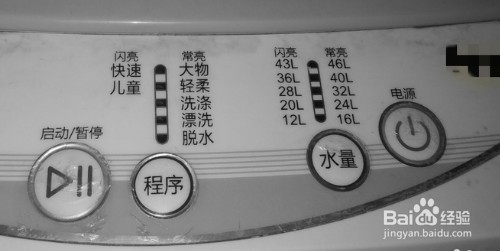 闪亮 常亮
快速 大物
儿童 轻柔
洗涤
漂洗
脱水
启动/暂停
程序
闪亮 常亮
43L 46L
36L 40L
28L 32L
20L 24L
12L 16L
水量
电源
Baidu 经验
jingyan.baidu.com